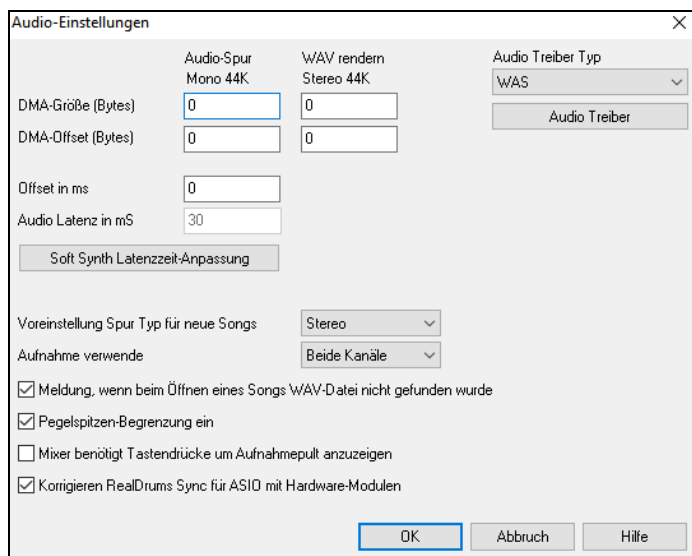 Audio-Einstellungen
Audio-Spur
Mono 44K
WAV rendern
Stereo 44K
Audio Treiber Typ
WAS
Audio Treiber
DMA-Größe (Bytes)
0
0
DMA-Offset (Bytes)
0
0
Offset in ms
0
Audio Latenz in mS
30
Soft Synth Latenzzeit-Anpassung
Voreinstellung Spur Typ für neue Songs
Stereo
Aufnahme verwende
Beide Kanäle
Meldung, wenn beim Öffnen eines Songs WAV-Datei nicht gefunden wurde
Pegelspitzen-Begrenzung ein
Mixer benötigt Tastendrücke um Aufnahmepult anzuzeigen
Korrigieren RealDrums Sync für ASIO mit Hardware-Modulen
OK
Abbruch
Hilfe